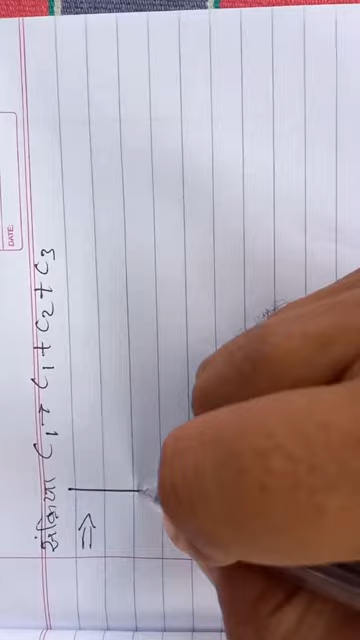 DATE:
संक्रिया C₁ → C₁ + C₂ + C₃
⇒